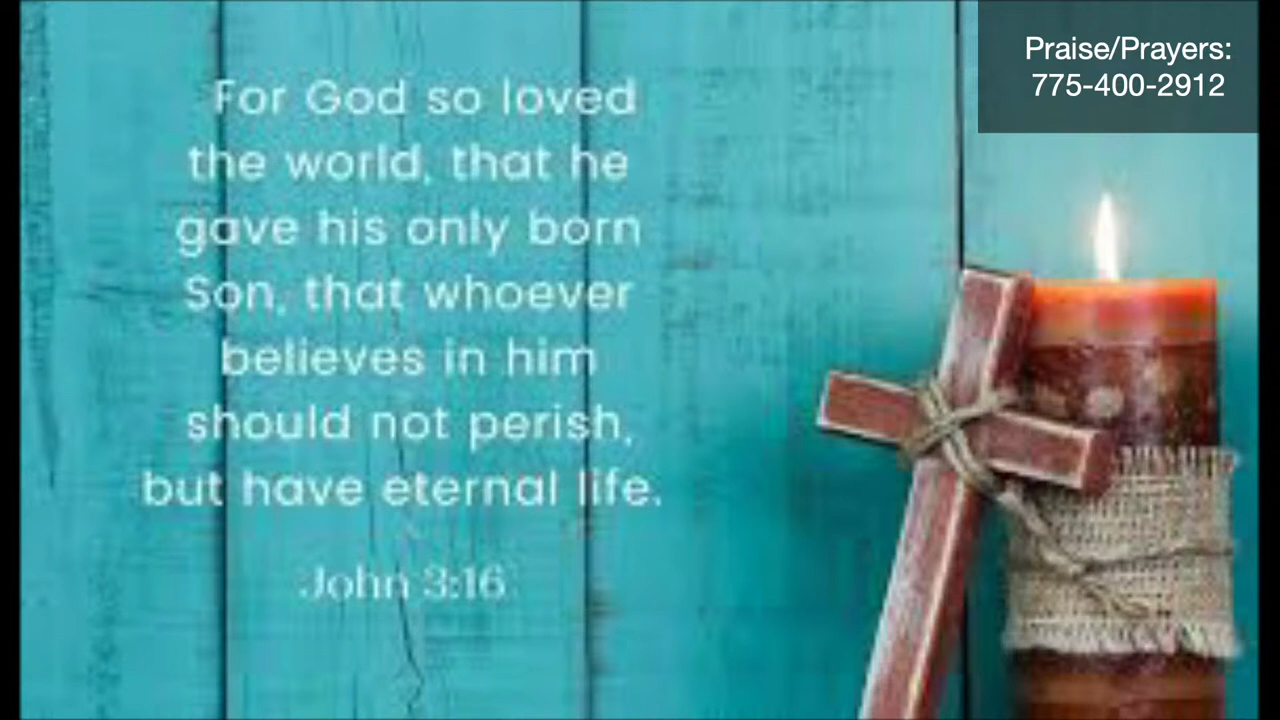 For God so loved
the world, that he
gave his only born
Son, that whoever
believes in him
should not perish,
but have eternal life.
John 3:16
Praise/Prayers:
775-400-2912